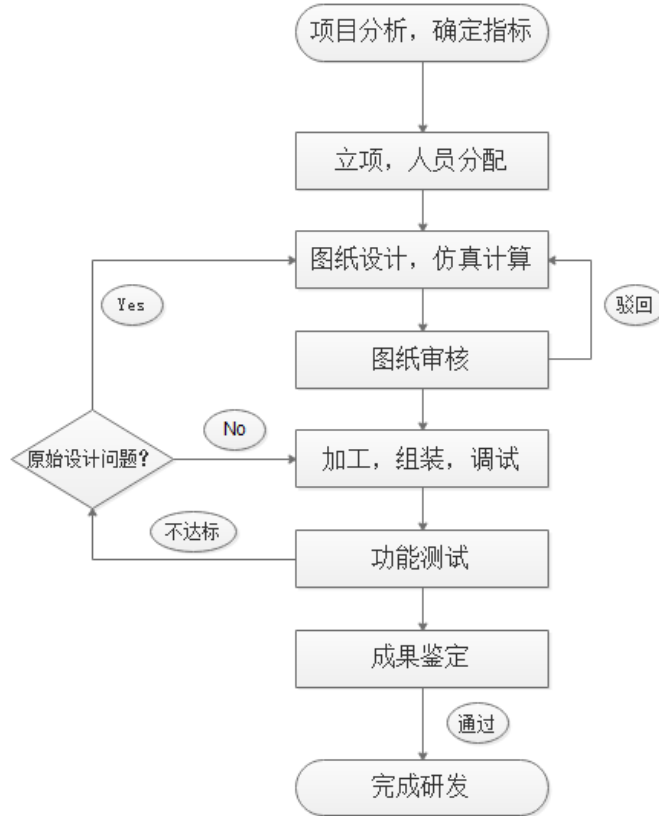 项目分析，确定指标
立项，人员分配
图纸设计，仿真计算
Yes
驳回
图纸审核
No
原始设计问题？
加工，组装，调试
不达标
功能测试
成果鉴定
通过
完成研发